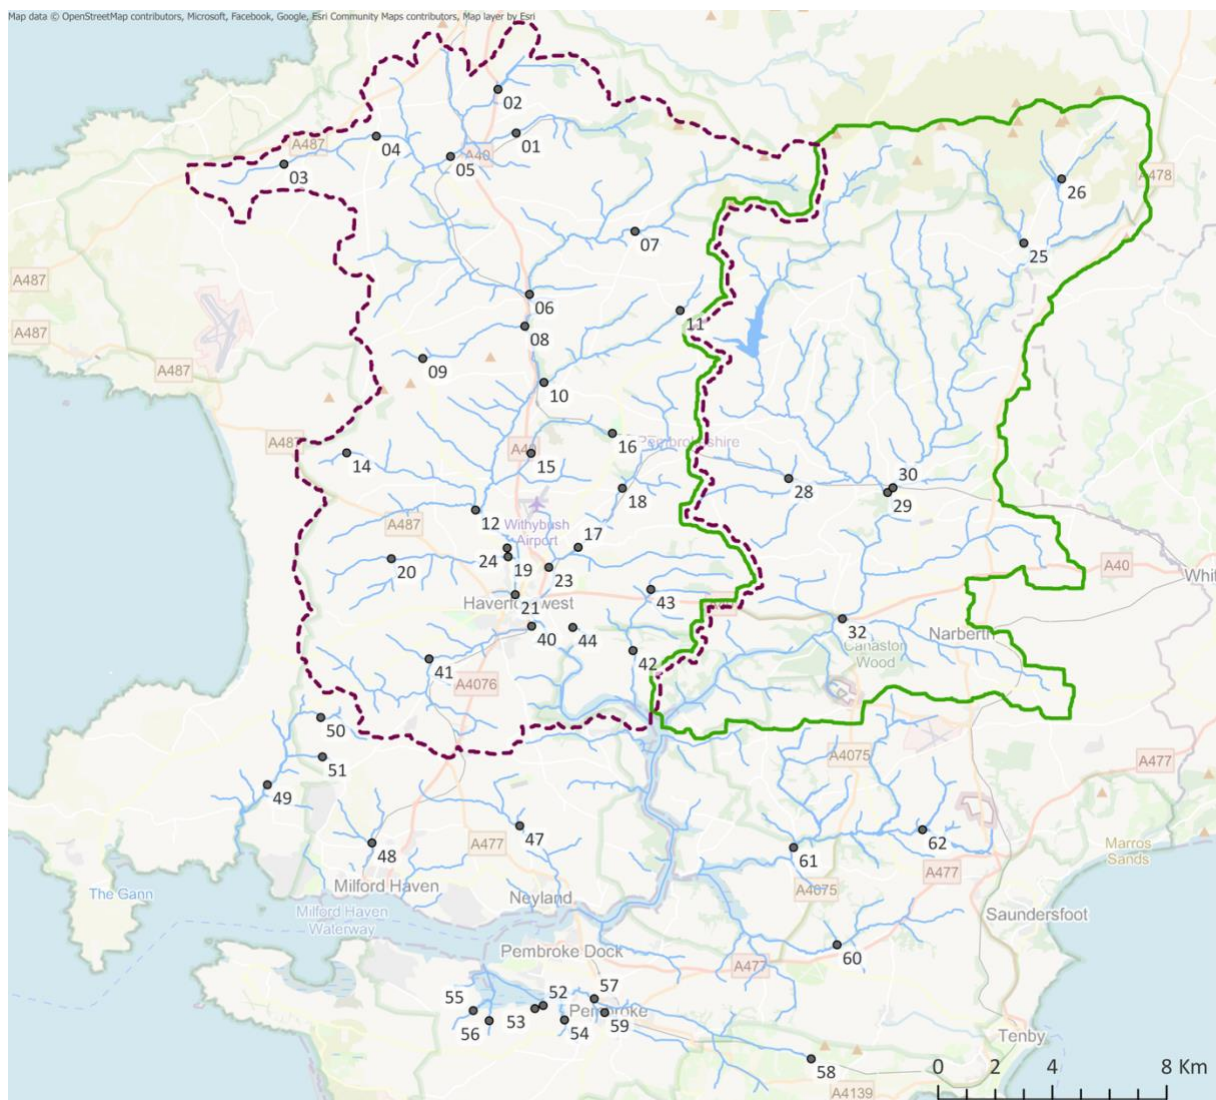 Map data © OpenStreetMap contributors, Microsoft, Facebook, Google, Esri Community Maps contributors, Map layer by Esri
02
A487
04
01
A40
05
03
A478
26
07
25
A487
06
11
A487
08
A487
09
10
A487
16
Pembrokeshire
14
15
A40
30
28
29
18
12
A487
Withybush
Airport
17
24
19
20
23
A40
43
21
Haverfordwest
32
40
44
Narberth
Canaston
Wood
42
41
A4076
50
51
A4075
A477
49
47
62
48
A477
61
Marros
Sands
A477
Milford Haven
A4075
The Gann
Neyland
Milford Haven
Waterway
Saundersfoot
60
Pembroke Dock
A477
57
55
52
Pembroke
53
56
54
59
Tenby
58
0 2 4 8 Km
A4139